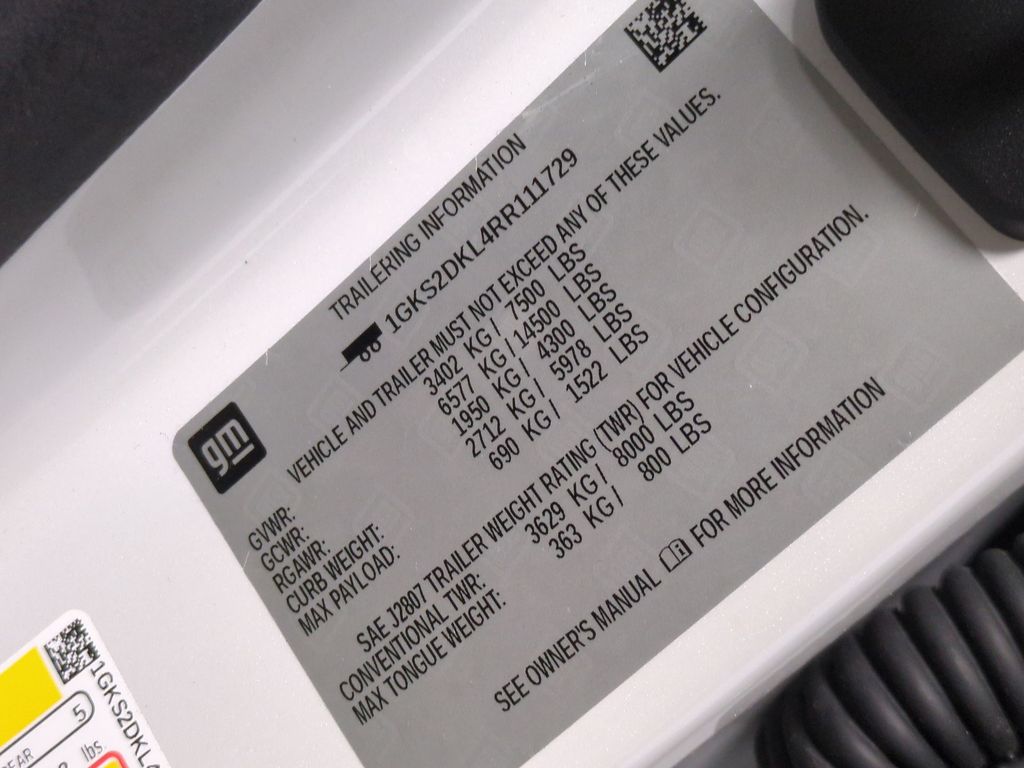 gm
TRAILERING INFORMATION
1GKS2DKL4RR111729
VEHICLE AND TRAILER MUST NOT EXCEED ANY OF THESE VALUES.
GVWR: 3402 KG / 7500 LBS
GCWR: 6577 KG / 14500 LBS
RGAWR: 1950 KG / 4300 LBS
CURB WEIGHT: 2712 KG / 5978 LBS
MAX PAYLOAD: 690 KG / 1522 LBS
SAE J2807 TRAILER WEIGHT RATING (TWR) FOR VEHICLE CONFIGURATION.
CONVENTIONAL TWR: 3629 KG / 8000 LBS
MAX TONGUE WEIGHT: 363 KG / 800 LBS
SEE OWNER'S MANUAL FOR MORE INFORMATION
1GKS2DKL
5
lbs.